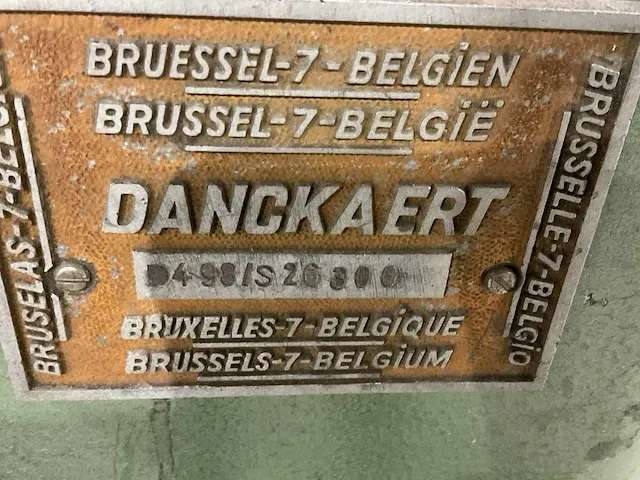 BRUESSEL-7-BELGIEN
BRUSSEL-7-BELGIË
DANCKAERT
BRUXELLES-7-BELGIQUE
BRUSSELS-7-BELGIUM
BRUSELAS-7-
BRUSSELLE-7-BELGIO